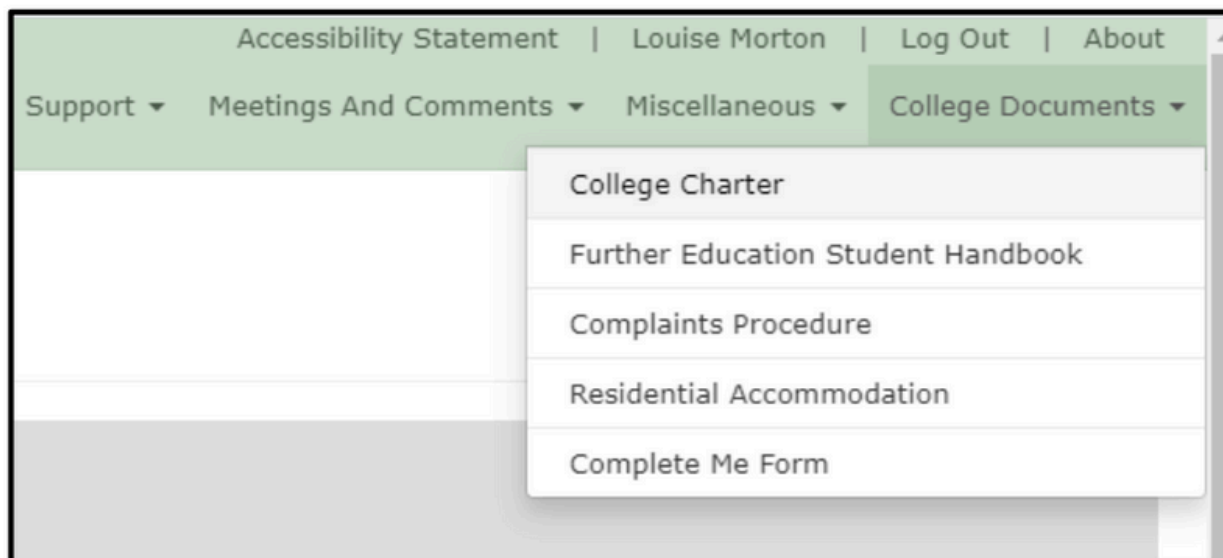 Accessibility Statement | Louise Morton | Log Out | About
Support Meetings And Comments Miscellaneous College Documents
College Charter
Further Education Student Handbook
Complaints Procedure
Residential Accommodation
Complete Me Form